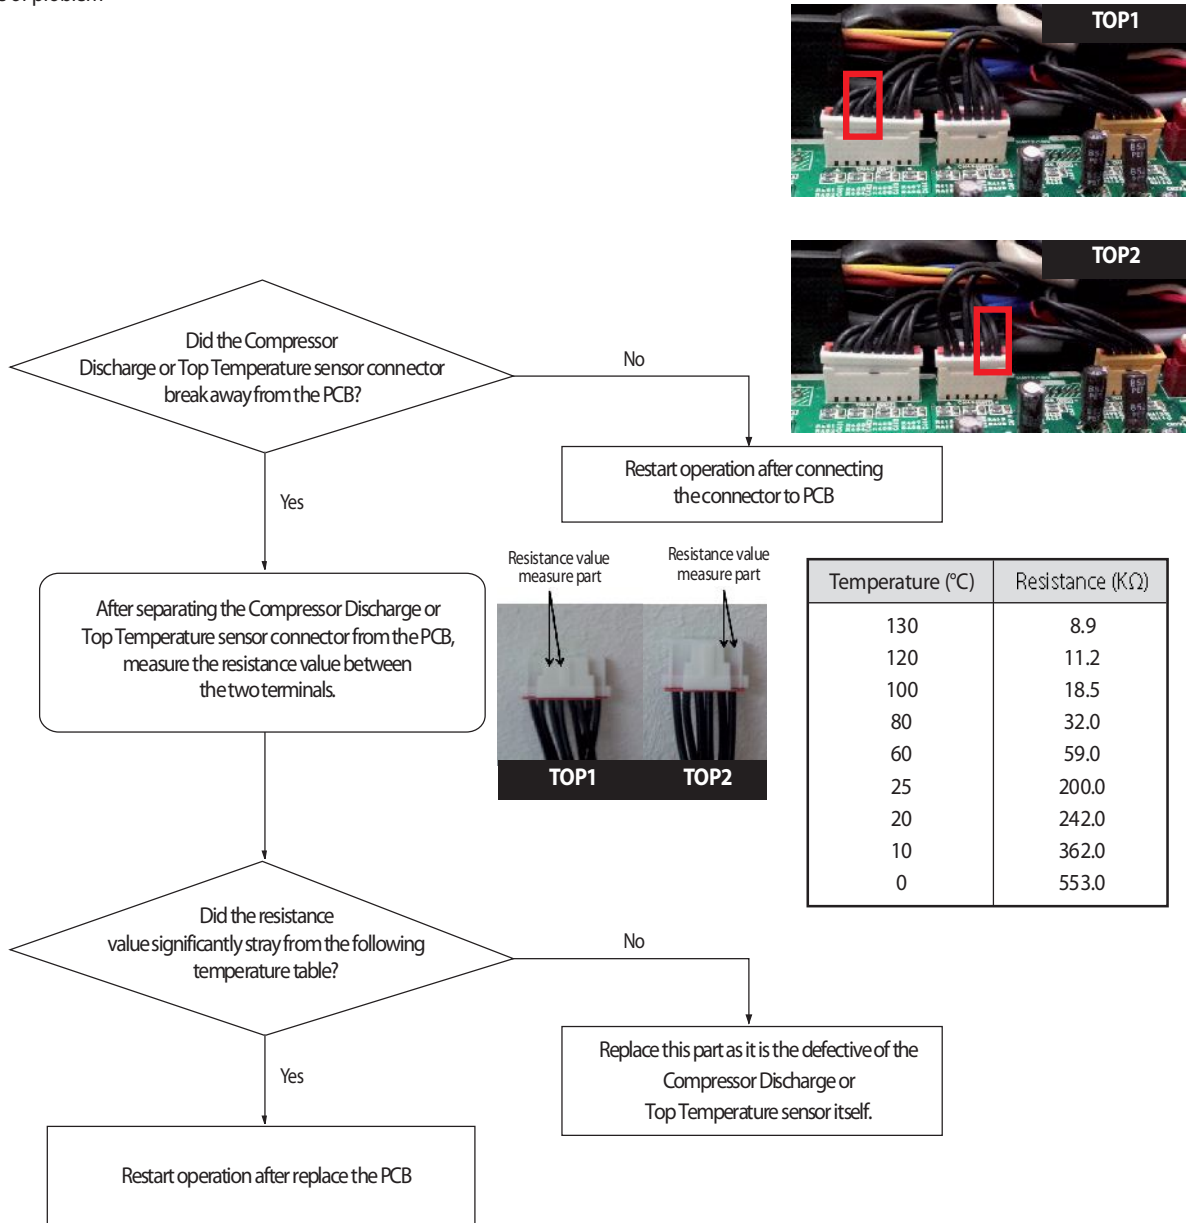 problem
TOP1
TOP2
Did the Compressor
Discharge or Top Temperature sensor connector
break away from the PCB?
No
Restart operation after connecting
the connector to PCB
Yes
After separating the Compressor Discharge or
Top Temperature sensor connector from the PCB,
measure the resistance value between
the two terminals.
Resistance value
measure part
Resistance value
measure part
TOP1
TOP2
Temperature (°C) Resistance (KΩ)
130 8.9
120 11.2
100 18.5
80 32.0
60 59.0
25 200.0
20 242.0
10 362.0
0 553.0
Did the resistance
value significantly stray from the following
temperature table?
No
Replace this part as it is the defective of the
Compressor Discharge or
Top Temperature sensor itself.
Yes
Restart operation after replace the PCB